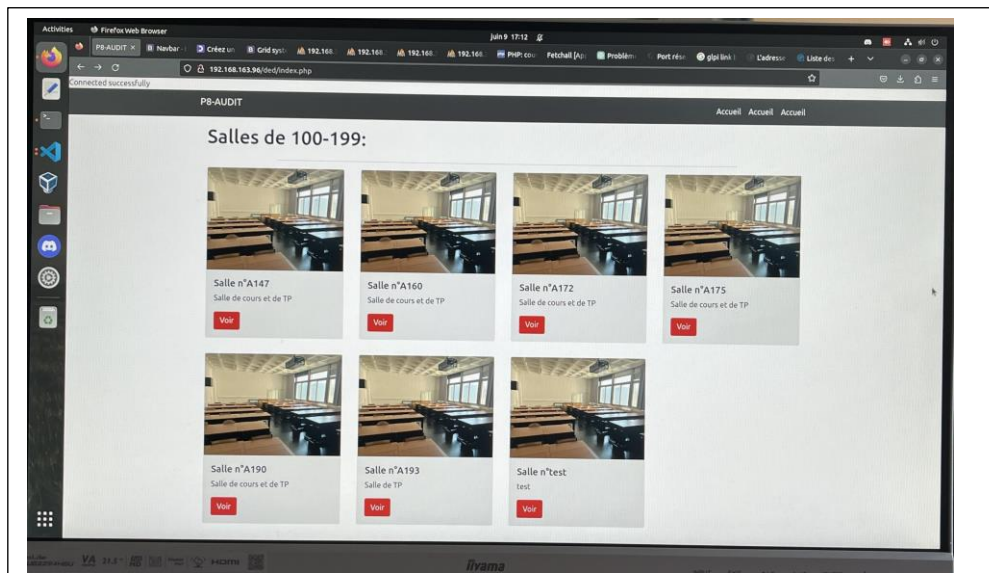 Activities Firefox Web Browser juin 9 17:12
P8-AUDIT × Navbar Créez un Grid syst 192.168. 192.168. 192.168. 192.168. PHP: cou Fetchall [Ap Problèm Port rése glpi link L'adresse Liste des + 
192.168.163.96/ded/index.php
Connected successfully
P8-AUDIT Accueil Accueil Accueil
Salles de 100-199:
Salle n°A147 Salle n°A160 Salle n°A172 Salle n°A175
Salle de cours et de TP Salle de cours et de TP Salle de cours et de TP Salle de cours et de TP
Voir Voir Voir Voir
Salle n°A190 Salle n°A193 Salle n°test
Salle de cours et de TP Salle de TP test
Voir Voir Voir
VA HD HDMI iiyama